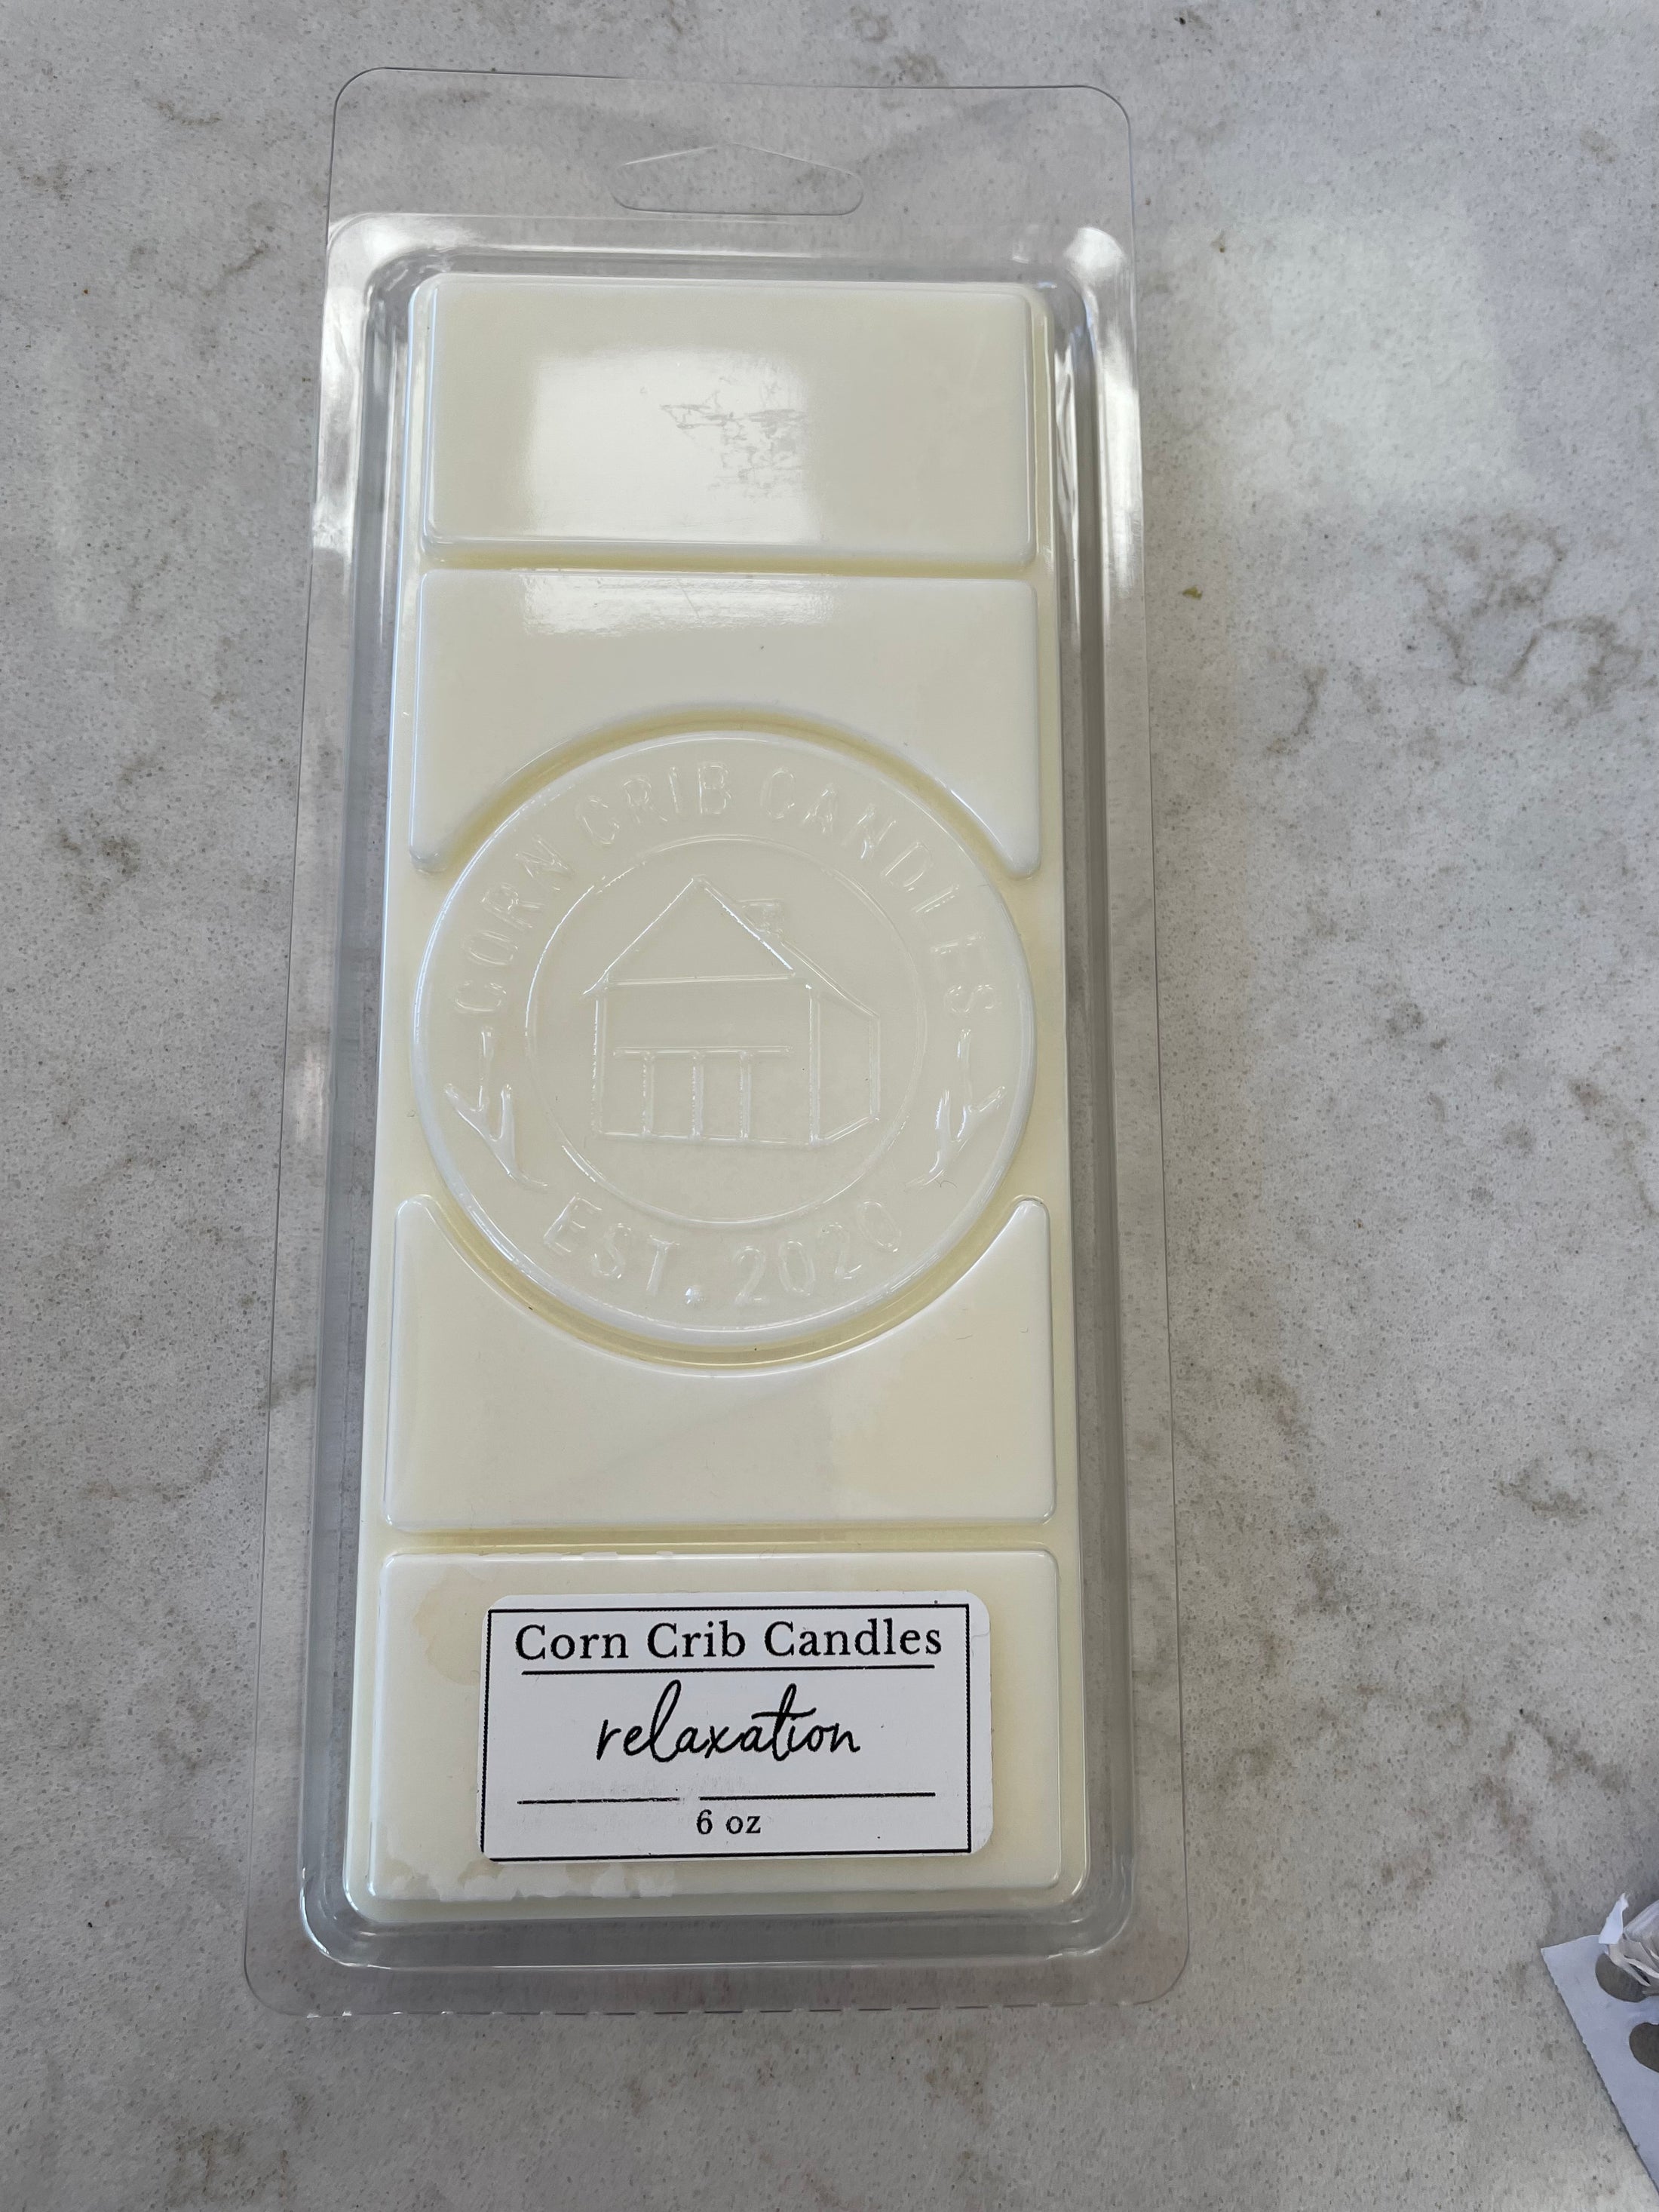 CORN CRIB CANDLES
EST. 2020
Corn Crib Candles
relaxation
6 oz